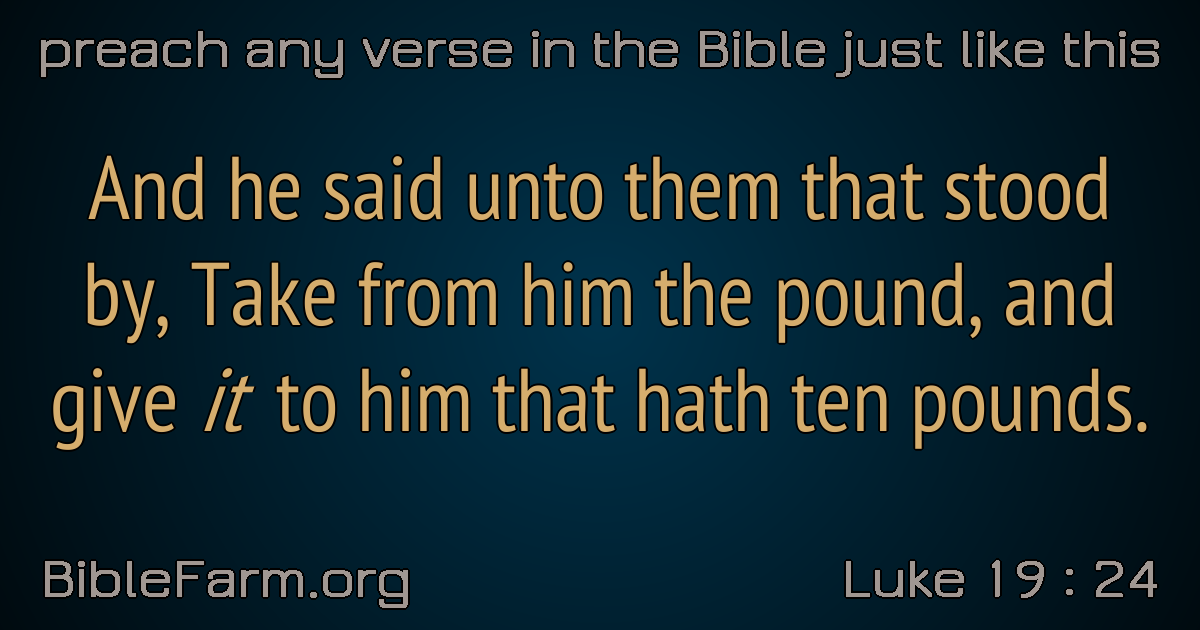 preach any verse in the Bible just like this
And he said unto them that stood
by, Take from him the pound, and
give it to him that hath ten pounds.
BibleFarm.org
Luke 19 : 24